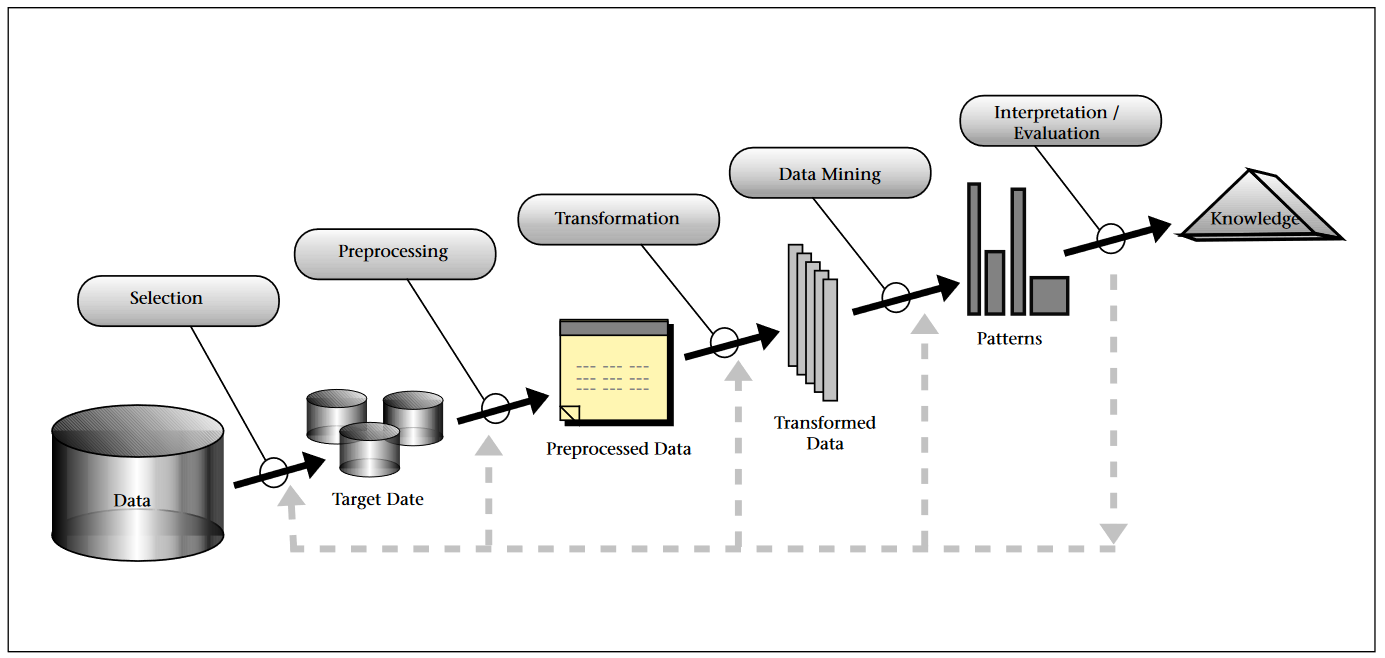 Interpretation /
Evaluation
Data Mining
Transformation
Preprocessing
Selection
Knowledge
Patterns
Transformed
Data
Preprocessed Data
Target Date
Data